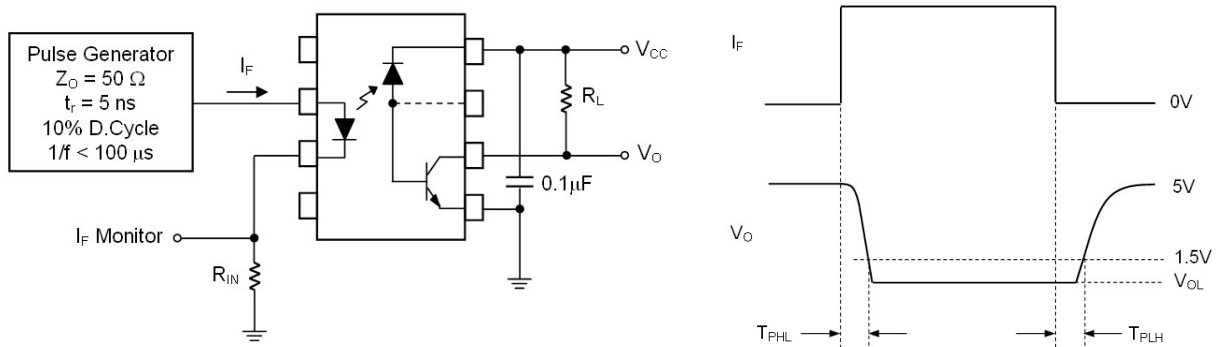 Pulse Generator
Z_O = 50 Ω
t_r = 5 ns
10% D.Cycle
1/f < 100 μs
I_F
V_CC
R_L
V_O
0.1μF
I_F Monitor
R_IN
I_F
0V
5V
V_O
1.5V
V_OL
T_PHL
T_PLH